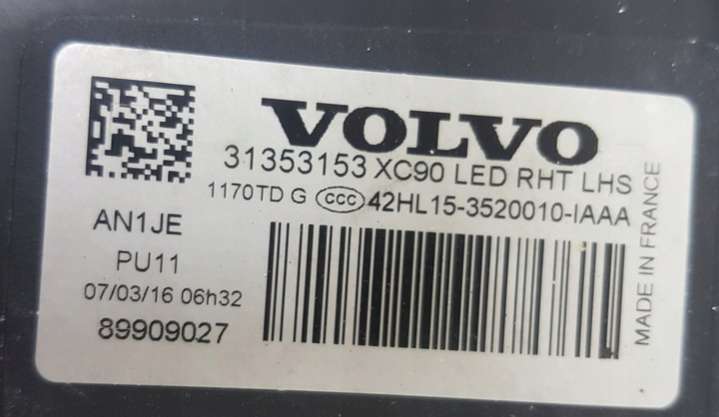 VOLVO
31353153 XC90 LED RHT LHS
1170TD G CCC 42HL15-3520010-IAAA
AN1JE
PU11
07/03/16 06h32
89909027
MADE IN FRANCE